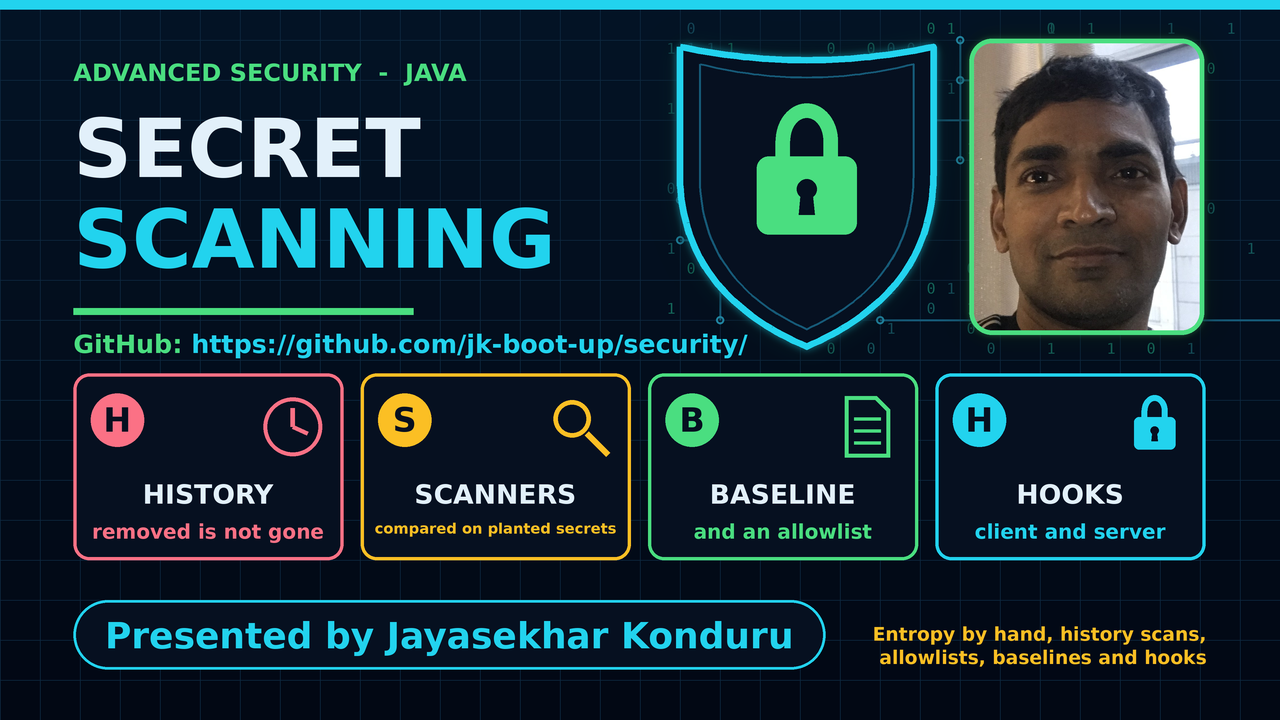 ADVANCED SECURITY - JAVA
SECRET
SCANNING
GitHub: https://github.com/jk-boot-up/security/
H
HISTORY
removed is not gone
S
SCANNERS
compared on planted secrets
B
BASELINE
and an allowlist
H
HOOKS
client and server
Presented by Jayasekhar Konduru
Entropy by hand, history scans,
allowlists, baselines and hooks